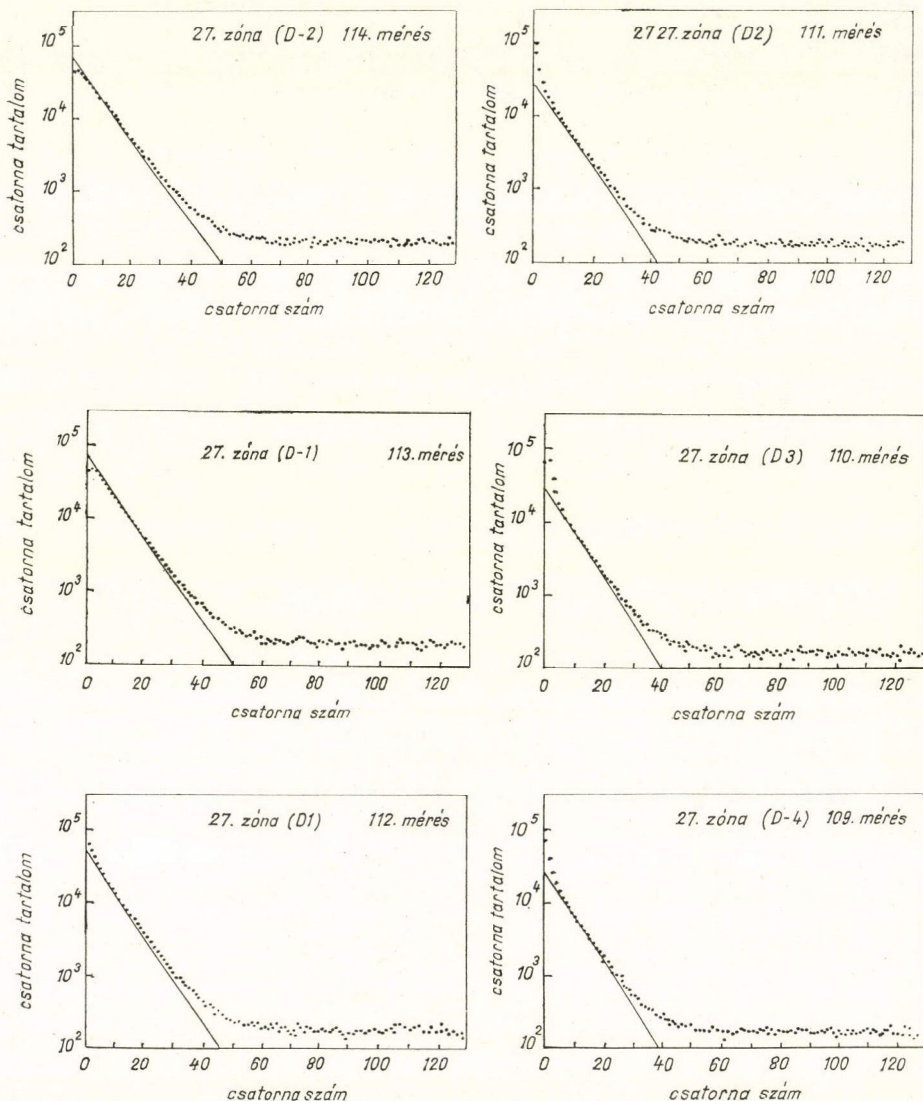 27. zóna (D-2) 114. mérés
csatorna tartalom
10^5
10^4
10^3
10^2
0 20 40 60 80 100 120
csatorna szám
2727. zóna (D2) 111. mérés
csatorna tartalom
10^5
10^4
10^3
10^2
0 20 40 60 80 100 120
csatorna szám
27. zóna (D-1) 113. mérés
csatorna tartalom
10^5
10^4
10^3
10^2
0 20 40 60 80 100 120
csatorna szám
27. zóna (D3) 110. mérés
csatorna tartalom
10^5
10^4
10^3
10^2
0 20 40 60 80 100 120
csatorna szám
27. zóna (D1) 112. mérés
csatorna tartalom
10^5
10^4
10^3
10^2
0 20 40 60 80 100 120
csatorna szám
27. zóna (D-4) 109. mérés
csatorna tartalom
10^5
10^4
10^3
10^2
0 20 40 60 80 100 120
csatorna szám